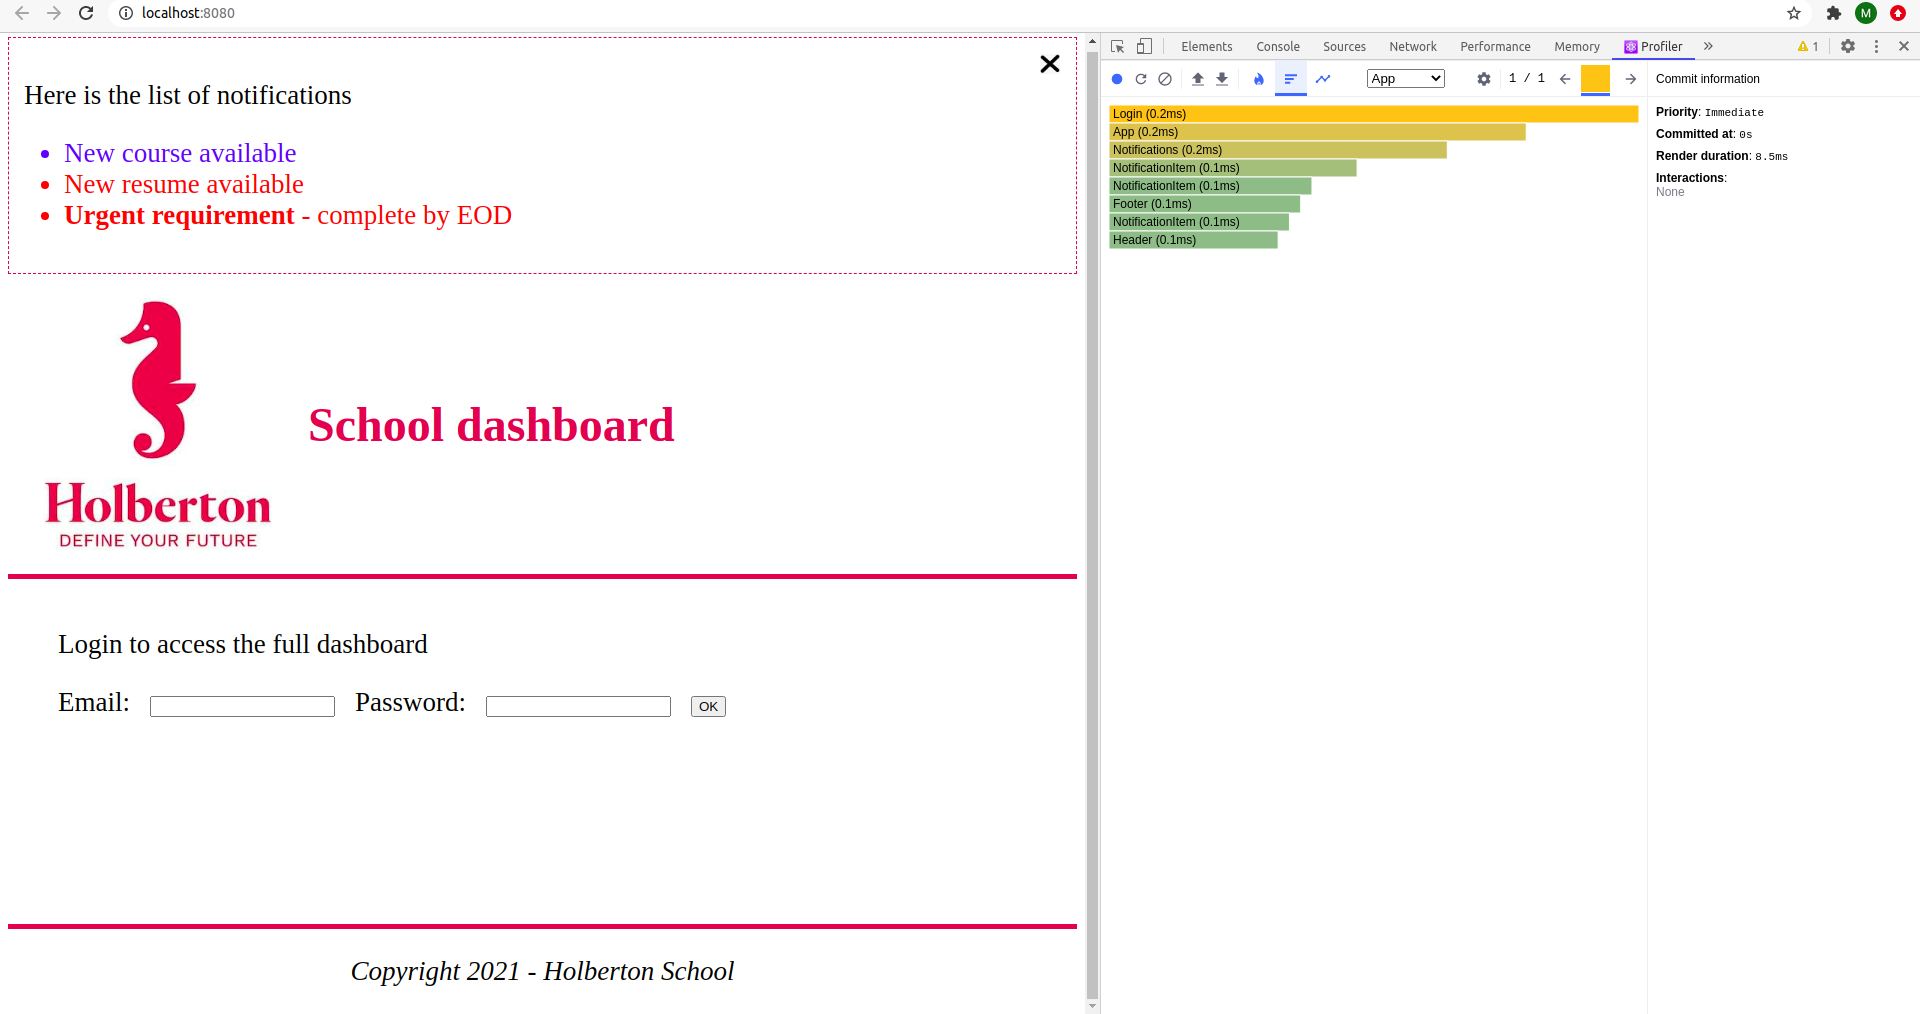 localhost:8080
M
Here is the list of notifications
New course available
New resume available
Urgent requirement - complete by EOD
Holberton
DEFINE YOUR FUTURE
School dashboard
Login to access the full dashboard
Email: Password: OK
Copyright 2021 - Holberton School
Elements Console Sources Network Performance Memory Profiler » 1
App 1 / 1 Commit information
Login (0.2ms)
App (0.2ms)
Notifications (0.2ms)
NotificationItem (0.1ms)
NotificationItem (0.1ms)
Footer (0.1ms)
NotificationItem (0.1ms)
Header (0.1ms)
Priority: Immediate
Committed at: 0s
Render duration: 8.5ms
Interactions:
None